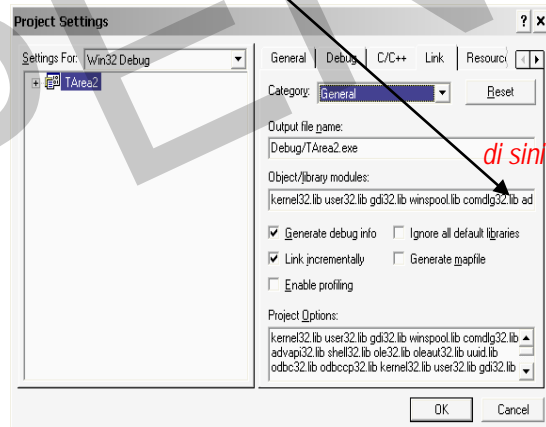 Project Settings
Settings For: Win32 Debug
TArea2
General Debug C/C++ Link Resourc
Category: General Reset
Output file name:
Debug/TArea2.exe
di sini
Object/library modules:
kernel32.lib user32.lib gdi32.lib winspool.lib comdlg32.lib ad
Generate debug info Ignore all default libraries
Link incrementally Generate mapfile
Enable profiling
Project Options:
kernel32.lib user32.lib gdi32.lib winspool.lib comdlg32.lib
advapi32.lib shell32.lib ole32.lib oleaut32.lib uuid.lib
odbc32.lib odbccp32.lib kernel32.lib user32.lib gdi32.lib
OK Cancel